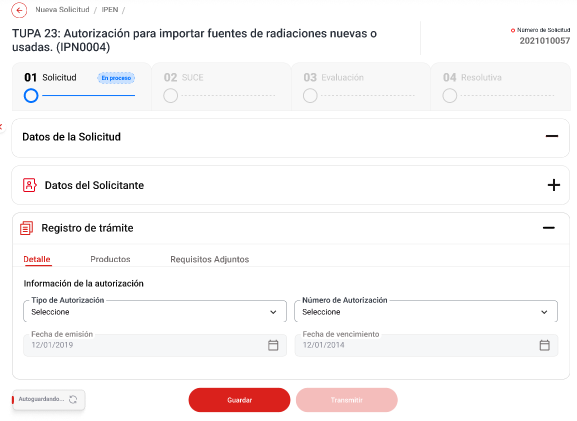 Nueva Solicitud / IPEN /
TUPA 23: Autorización para importar fuentes de radiaciones nuevas o
usadas. (IPN0004)
Número de Solicitud
2021010057
01 Solicitud En proceso
02 SUCE
03 Evaluación
04 Resolutiva
Datos de la Solicitud
Datos del Solicitante
Registro de trámite
Detalle Productos Requisitos Adjuntos
Información de la autorización
Tipo de Autorización
Seleccione
Número de Autorización
Seleccione
Fecha de emisión
12/01/2019
Fecha de vencimiento
12/01/2014
Autoguardando...
Guardar
Transmitir